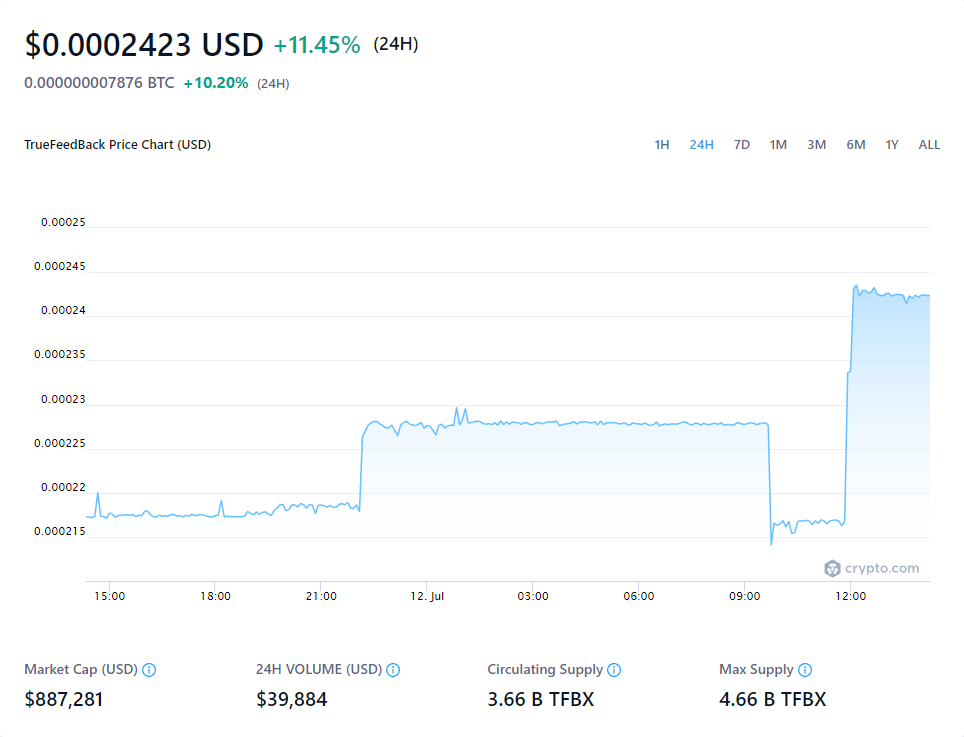 $0.0002423 USD +11.45% (24H)
0.000000007876 BTC +10.20% (24H)
TrueFeedBack Price Chart (USD) 1H 24H 7D 1M 3M 6M 1Y ALL
0.00025
0.000245
0.00024
0.000235
0.00023
0.000225
0.00022
0.000215
crypto.com
15:00 18:00 21:00 12. Jul 03:00 06:00 09:00 12:00
Market Cap (USD) 24H VOLUME (USD) Circulating Supply Max Supply
$887,281 $39,884 3.66 B TFBX 4.66 B TFBX